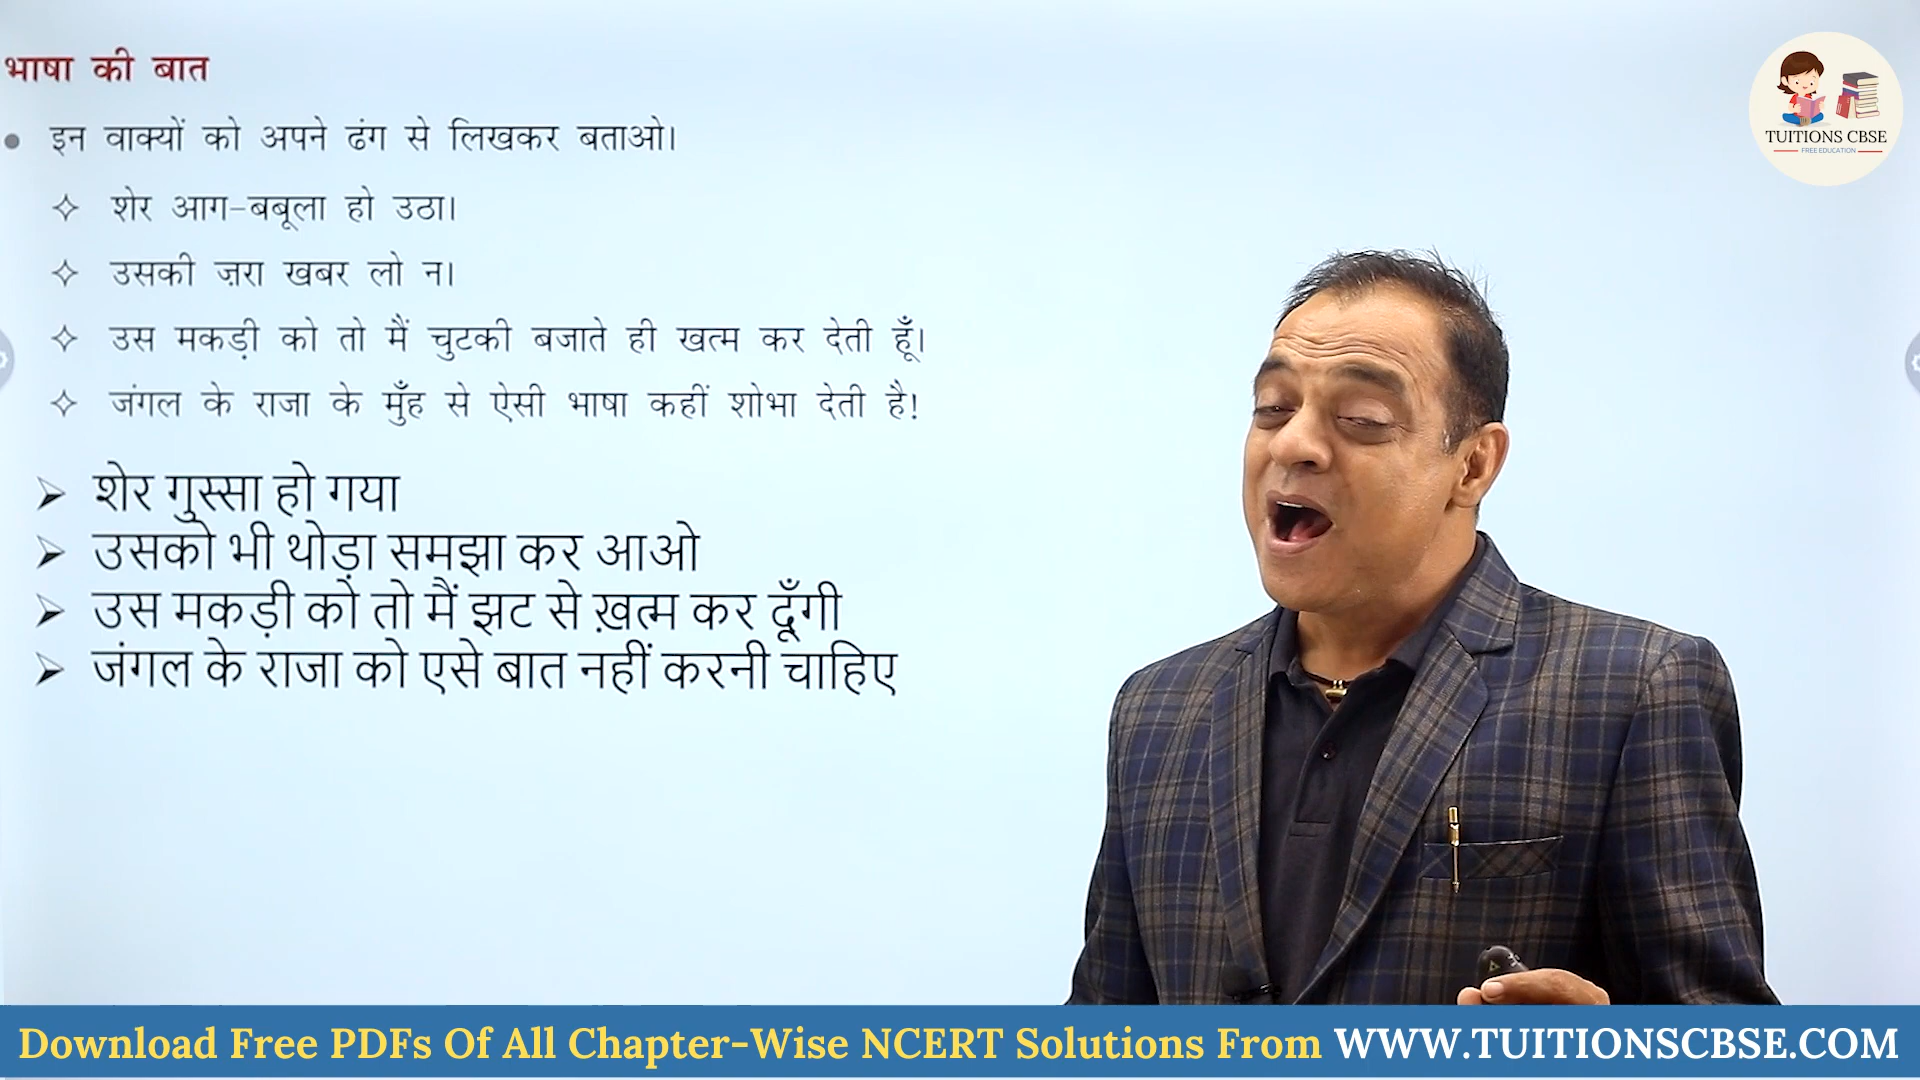 भाषा की बात
इन वाक्यों को अपने ढंग से लिखकर बताओ।
शेर आग-बबूला हो उठा।
उसकी ज़रा खबर लो न।
उस मकड़ी को तो मैं चुटकी बजाते ही खत्म कर देती हूँ।
जंगल के राजा के मुँह से ऐसी भाषा कहीं शोभा देती है!
शेर गुस्सा हो गया
उसको भी थोड़ा समझा कर आओ
उस मकड़ी को तो मैं झट से ख़त्म कर दूँगी
जंगल के राजा को एसे बात नहीं करनी चाहिए
TUITIONS CBSE
FREE EDUCATION
Download Free PDFs Of All Chapter-Wise NCERT Solutions From WWW.TUITIONSCBSE.COM